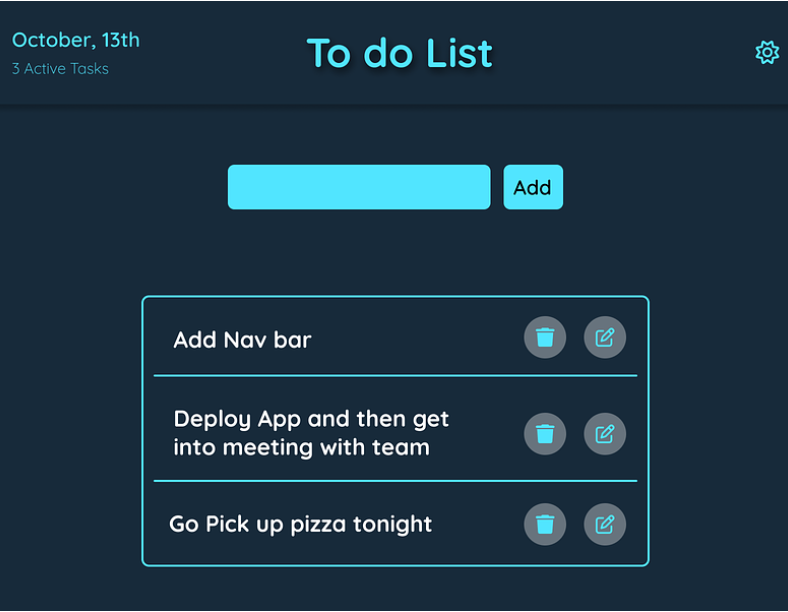 October, 13th
3 Active Tasks
To do List
Add
Add Nav bar
Deploy App and then get
into meeting with team
Go Pick up pizza tonight